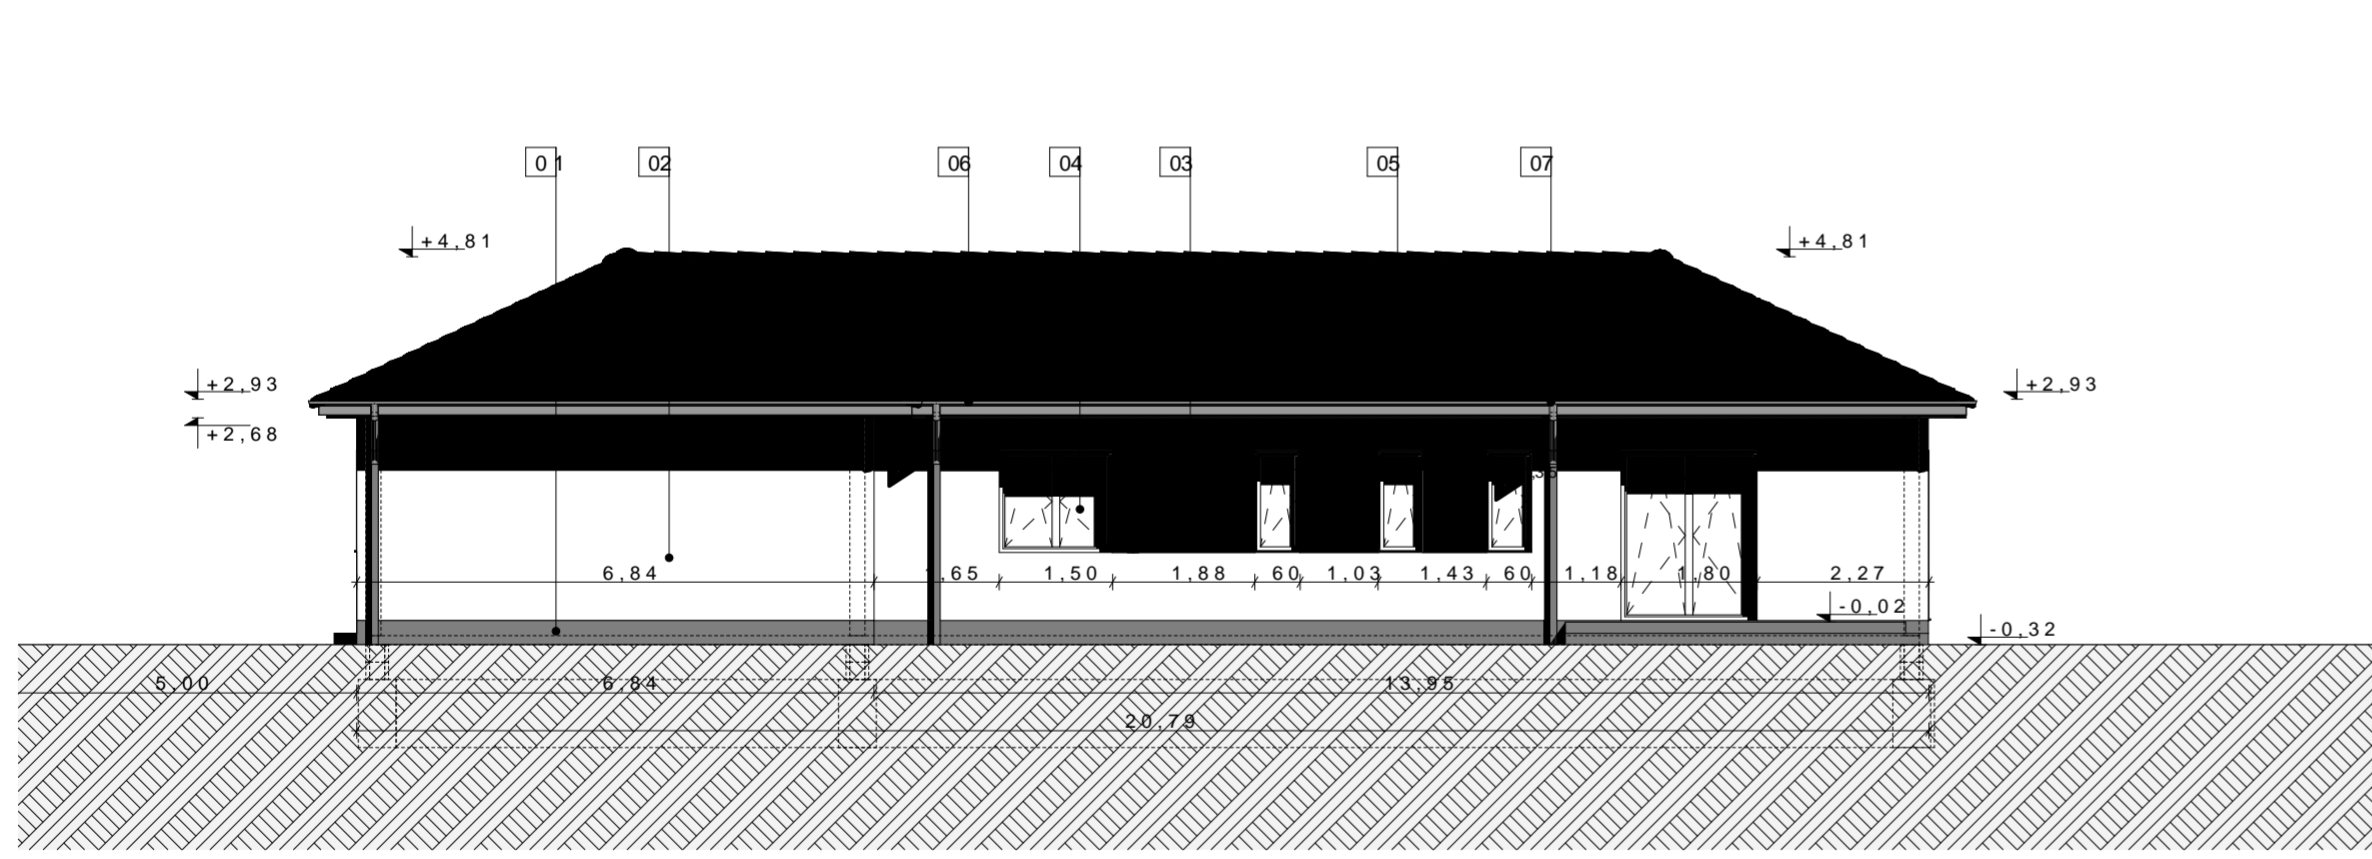 01 02 06 04 03 05 07
+4,81 +4,81
+2,93 +2,93
+2,68
6,84 ,65 1,50 1,88 60 1,03 1,43 60 1,18 1,80 2,27
-0,02
-0,32
5,00 6,84 13,95
20,79